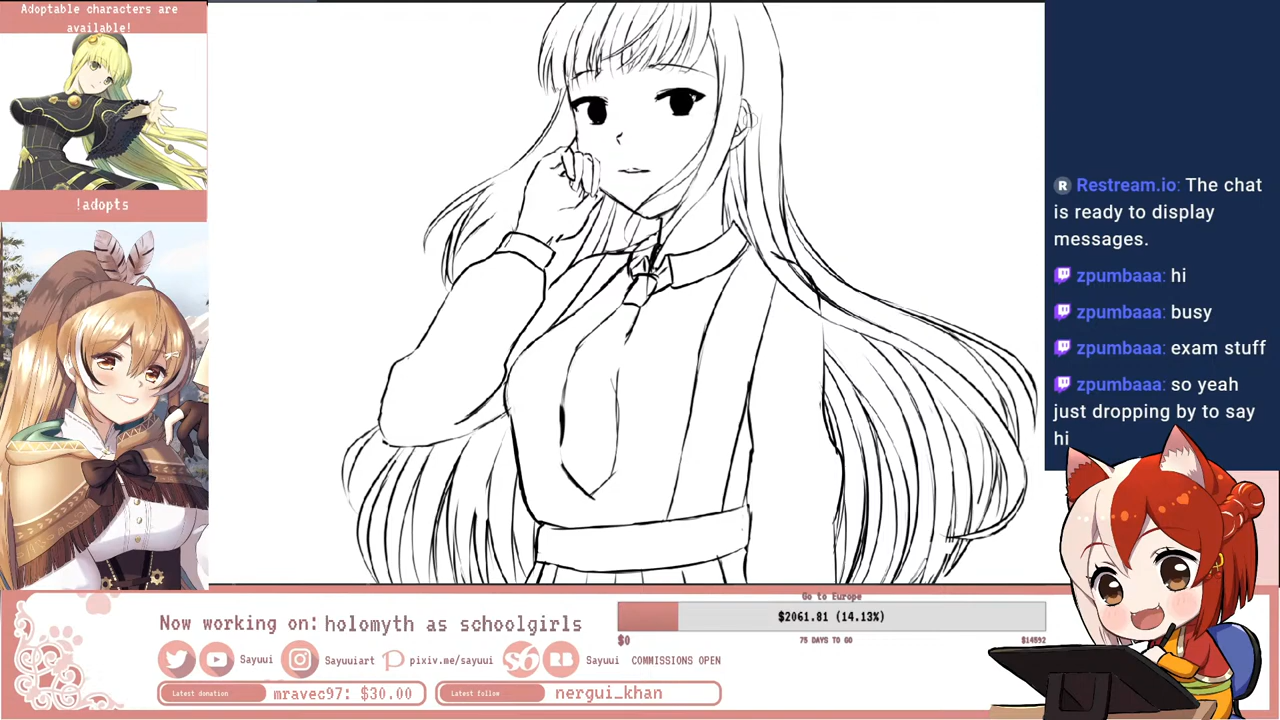 Adoptable characters are
available!
!adopts
Restream.io: The chat
is ready to display
messages.
zpumbaaa: hi
zpumbaaa: busy
zpumbaaa: exam stuff
zpumbaaa: so yeah
just dropping by to say
hi
Now working on: holomyth as schoolgirls
Sayuui
Sayuuiart
pixiv.me/sayuui
Sayuui
COMMISSIONS OPEN
Latest donation
mravec97: $30.00
Latest follow
nergui_khan
Go to Europe
$2061.81 (14.13%)
$0
75 DAYS TO GO
$14592